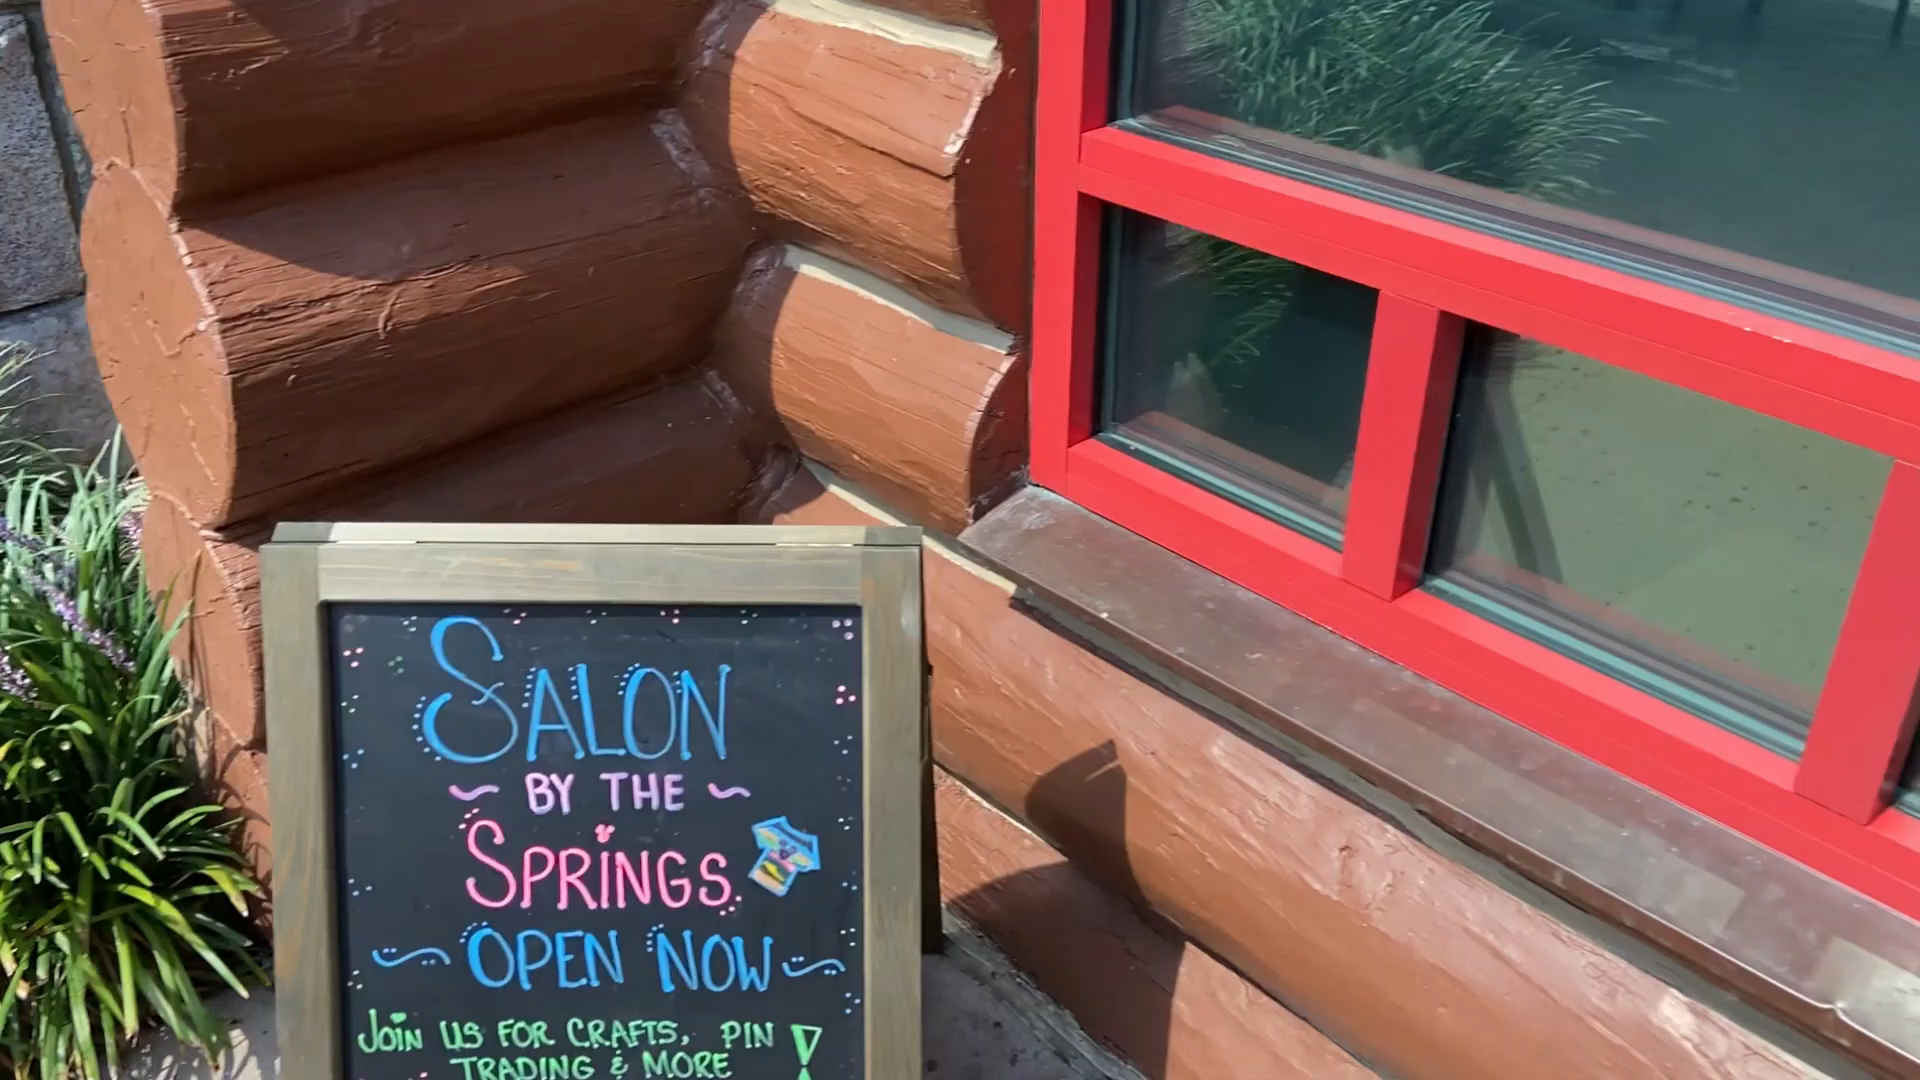 SALON
~ BY THE ~
SPRINGS
~ OPEN NOW ~
JOIN US FOR CRAFTS, PIN
TRADING & MORE